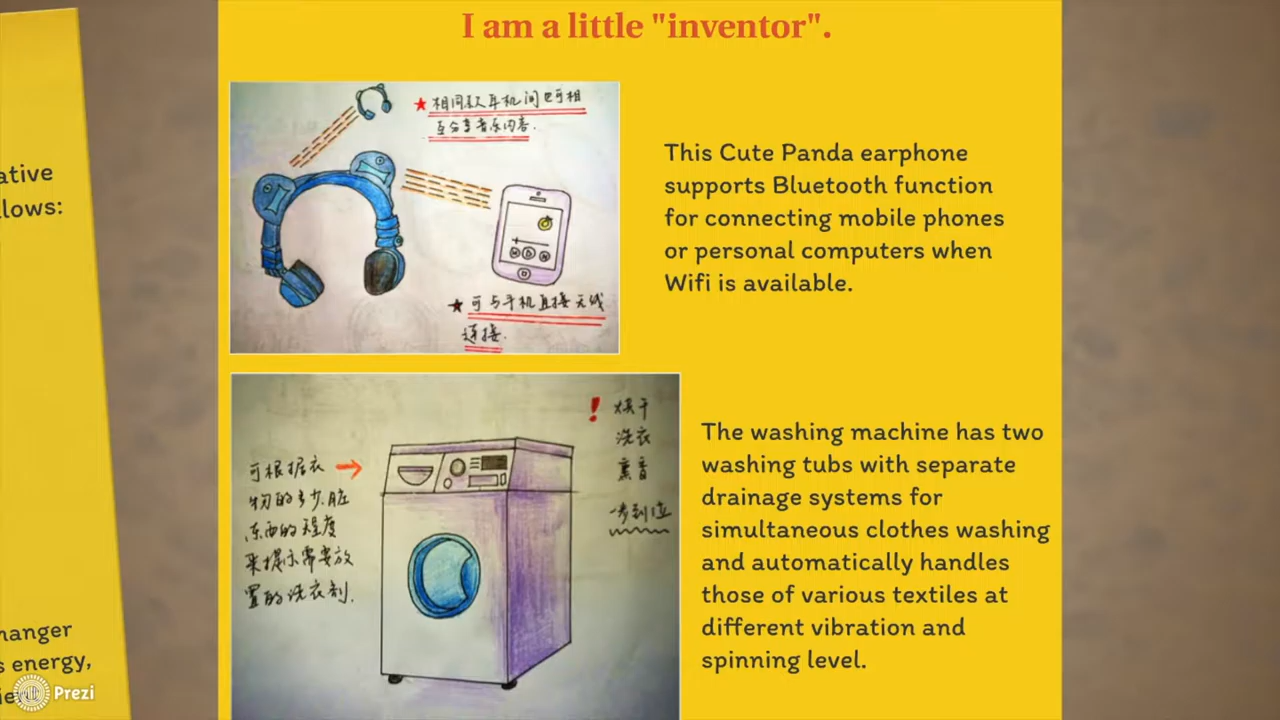 I am a little "inventor".
★相同款耳机间也可相
互分享音乐内容.
★可与手机直接无线
连接.
This Cute Panda earphone
supports Bluetooth function
for connecting mobile phones
or personal computers when
Wifi is available.
可根据衣
物的多少.脏
东西的程度
来提示需要放
置的洗衣剂.
!烘干
洗衣
熏香
一步到位
The washing machine has two
washing tubs with separate
drainage systems for
simultaneous clothes washing
and automatically handles
those of various textiles at
different vibration and
spinning level.
ative
lows:
hanger
s energy,
Prezi